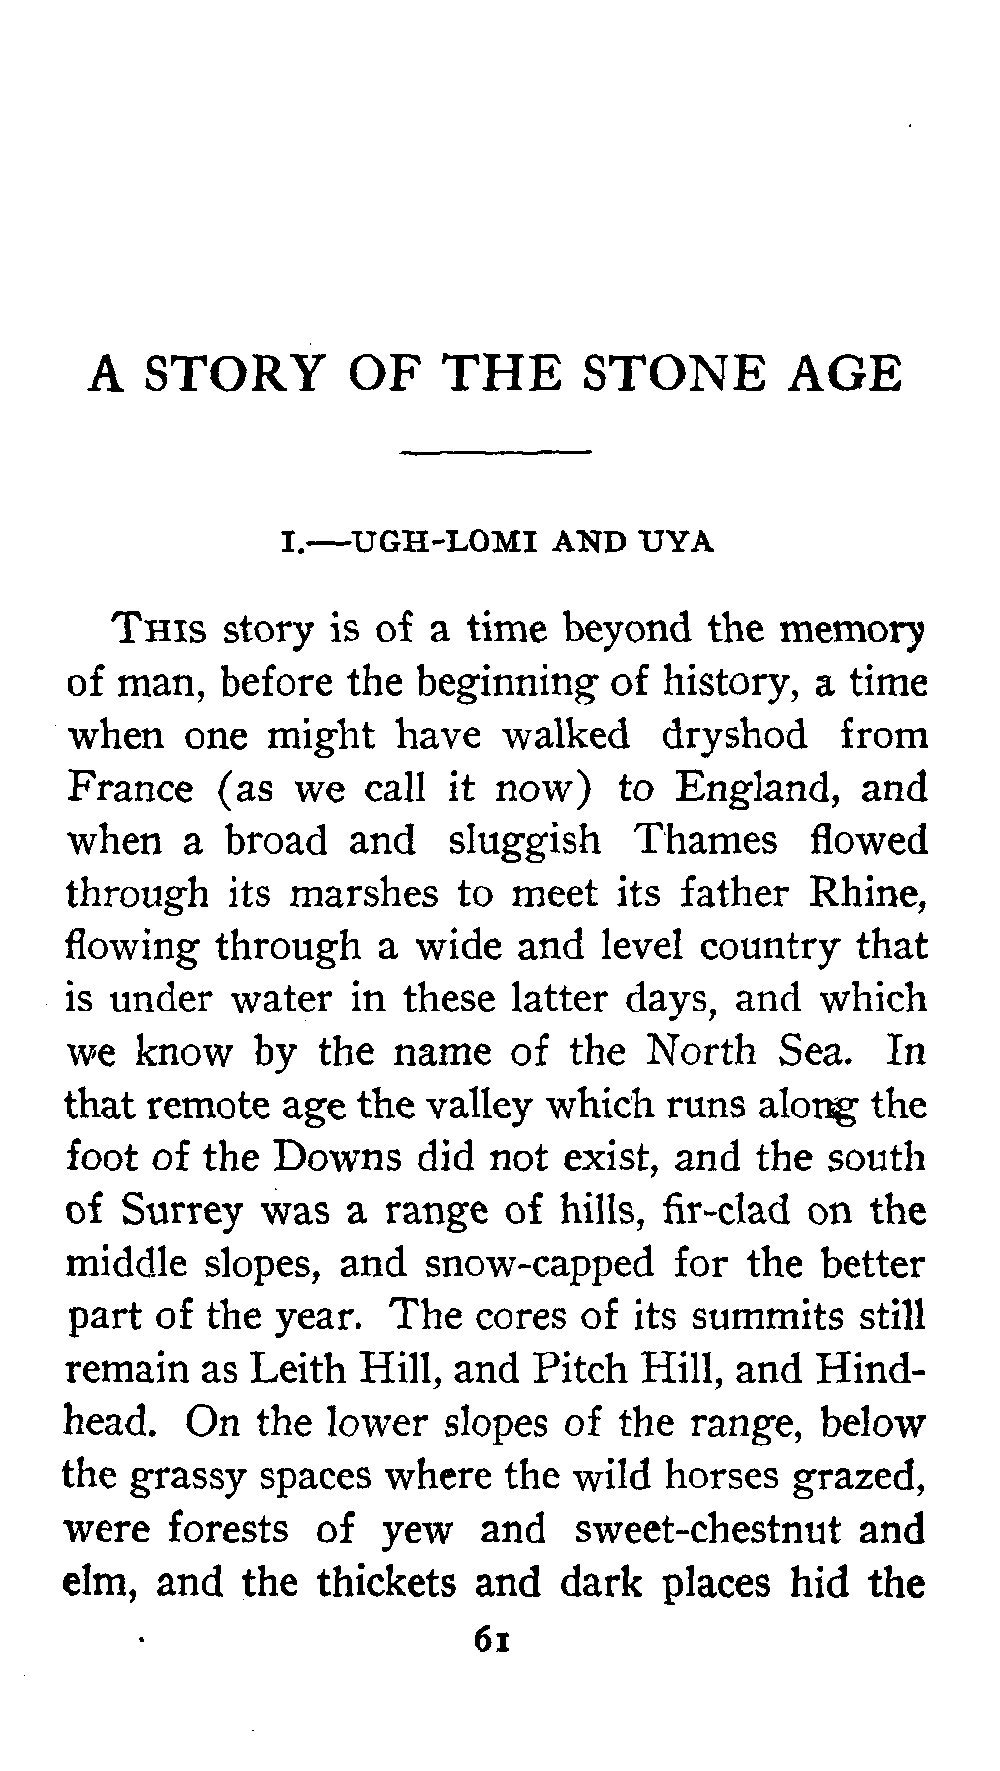 A STORY OF THE STONE AGE
I.—UGH-LOMI AND UYA
THIS story is of a time beyond the memory
of man, before the beginning of history, a time
when one might have walked dryshod from
France (as we call it now) to England, and
when a broad and sluggish Thames flowed
through its marshes to meet its father Rhine,
flowing through a wide and level country that
is under water in these latter days, and which
we know by the name of the North Sea. In
that remote age the valley which runs along the
foot of the Downs did not exist, and the south
of Surrey was a range of hills, fir-clad on the
middle slopes, and snow-capped for the better
part of the year. The cores of its summits still
remain as Leith Hill, and Pitch Hill, and Hind-
head. On the lower slopes of the range, below
the grassy spaces where the wild horses grazed,
were forests of yew and sweet-chestnut and
elm, and the thickets and dark places hid the
61